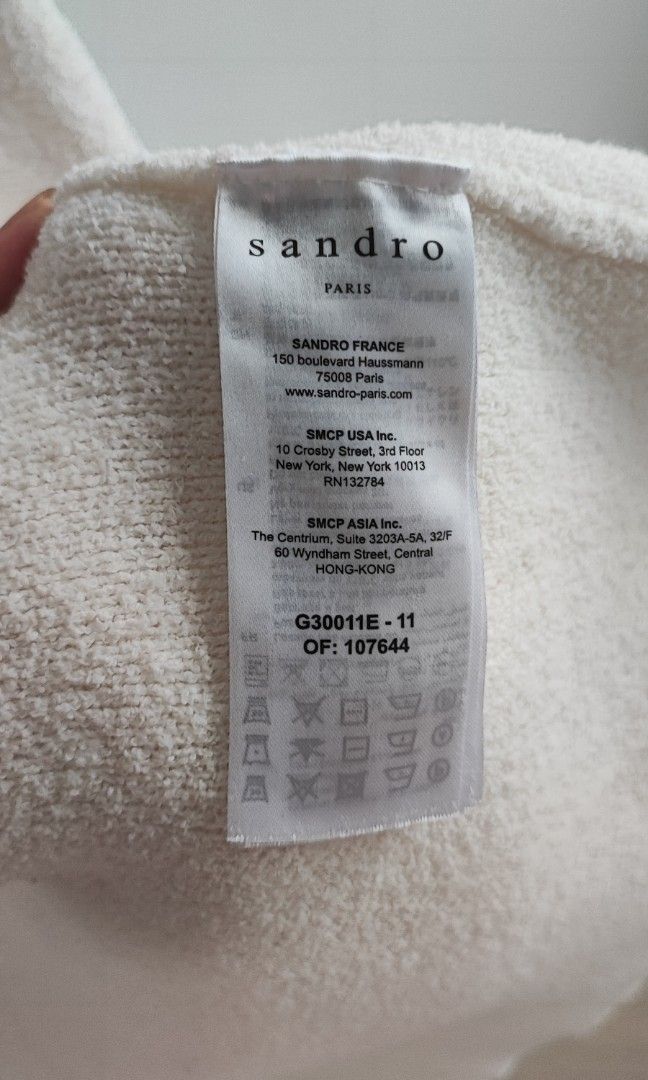 sandro
PARIS
SANDRO FRANCE
150 boulevard Haussmann
75008 Paris
www.sandro-paris.com
SMCP USA Inc.
10 Crosby Street, 3rd Floor
New York, New York 10013
RN132784
SMCP ASIA Inc.
The Centrium, Suite 3203A-5A, 32/F
60 Wyndham Street, Central
HONG-KONG
G30011E - 11
OF: 107644